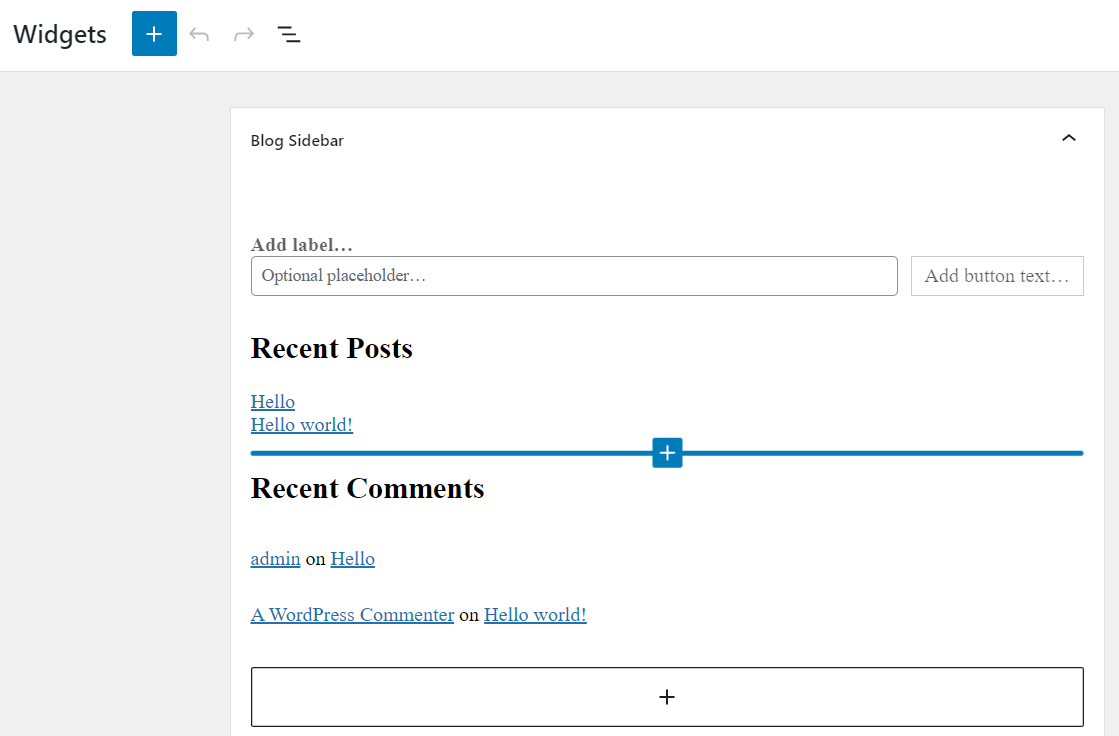 Widgets
Blog Sidebar
Add label...
Optional placeholder...
Add button text...
Recent Posts
Hello
Hello world!
Recent Comments
admin on Hello
A WordPress Commenter on Hello world!